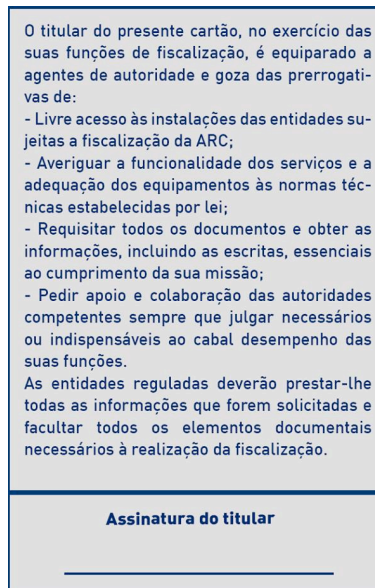 O titular do presente cartão, no exercício das
suas funções de fiscalização, é equiparado a
agentes de autoridade e goza das prerrogati-
vas de:
- Livre acesso às instalações das entidades su-
jeitas a fiscalização da ARC;
- Averiguar a funcionalidade dos serviços e a
adequação dos equipamentos às normas téc-
nicas estabelecidas por lei;
- Requisitar todos os documentos e obter as
informações, incluindo as escritas, essenciais
ao cumprimento da sua missão;
- Pedir apoio e colaboração das autoridades
competentes sempre que julgar necessários
ou indispensáveis ao cabal desempenho das
suas funções.
As entidades reguladas deverão prestar-lhe
todas as informações que forem solicitadas e
facultar todos os elementos documentais
necessários à realização da fiscalização.
Assinatura do titular